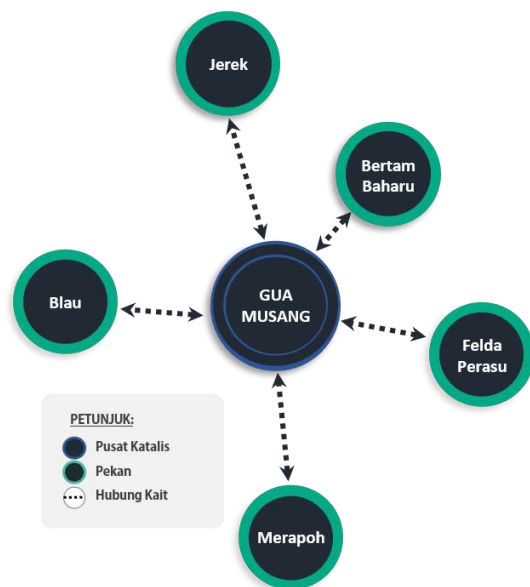 Jerek
Bertam
Baharu
GUA
MUSANG
Blau
Felda
Perasu
PETUNJUK:
Pusat Katalis
Pekan
Hubung Kait
Merapoh